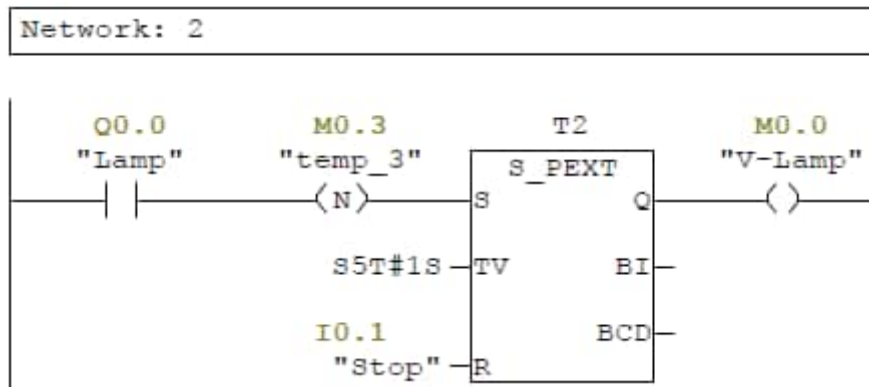 Network: 2
Q0.0 M0.3 T2 M0.0
"Lamp" "temp_3" S_PEXT "V-Lamp"
(N) S Q ( )
S5T#1S TV BI
I0.1 BCD
"Stop" R